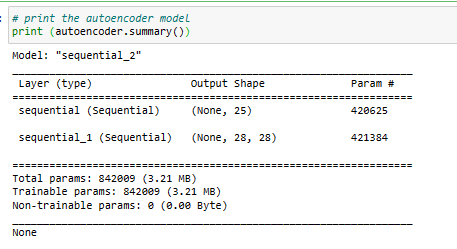 # print the autoencoder model
print (autoencoder.summary())
Model: "sequential_2"
_________________________________________________________________
Layer (type) Output Shape Param #
=================================================================
sequential (Sequential) (None, 25) 420625
sequential_1 (Sequential) (None, 28, 28) 421384
=================================================================
Total params: 842009 (3.21 MB)
Trainable params: 842009 (3.21 MB)
Non-trainable params: 0 (0.00 Byte)
_________________________________________________________________
None